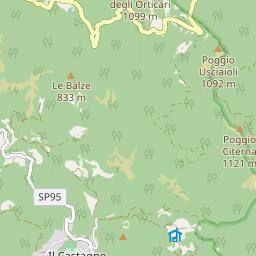 degli Orticari
1099 m
Poggio
Usciaioli
1092 m
Le Balze
833 m
Poggio
Citerna
1121 m
SP95
Il Castagno